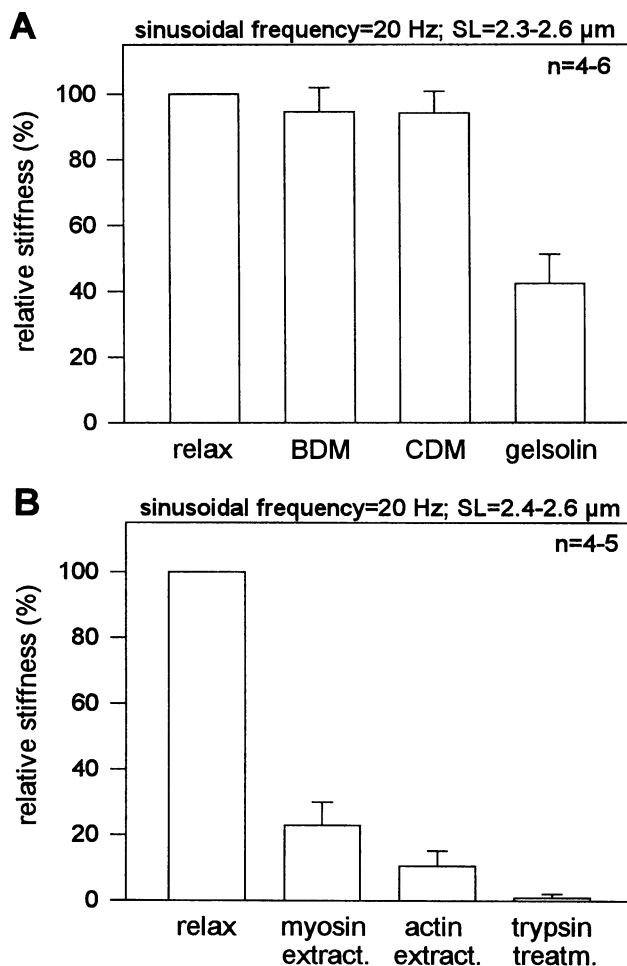 A
sinusoidal frequency=20 Hz; SL=2.3-2.6 µm
n=4-6
relative stiffness (%)
100
80
60
40
20
0
relax BDM CDM gelsolin
B
sinusoidal frequency=20 Hz; SL=2.4-2.6 µm
n=4-5
relative stiffness (%)
100
80
60
40
20
0
relax myosin actin trypsin
extract. extract. treatm.